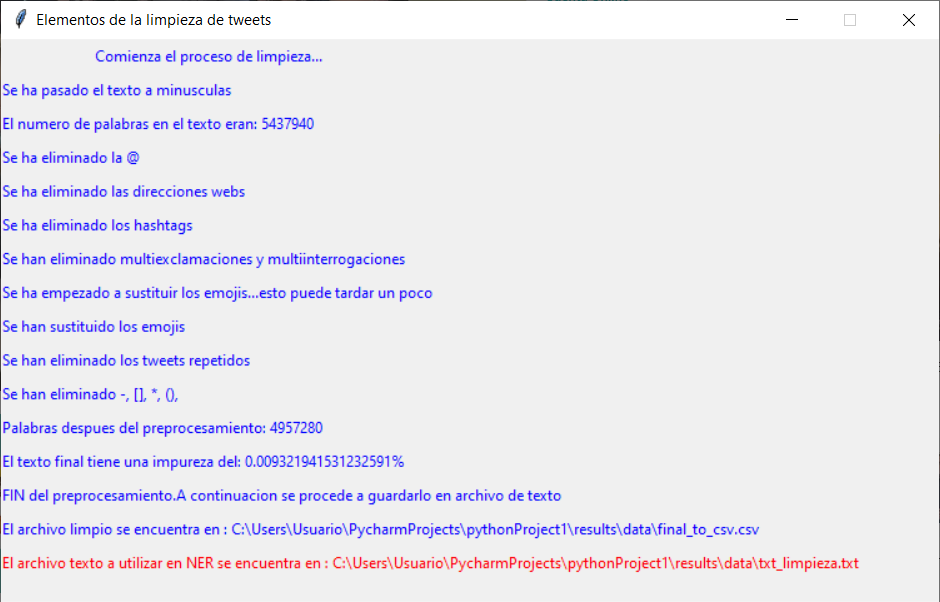 Elementos de la limpieza de tweets
Comienza el proceso de limpieza...
Se ha pasado el texto a minusculas
El numero de palabras en el texto eran: 5437940
Se ha eliminado la @
Se ha eliminado las direcciones webs
Se ha eliminado los hashtags
Se han eliminado multiexclamaciones y multiinterrogaciones
Se ha empezado a sustituir los emojis...esto puede tardar un poco
Se han sustituido los emojis
Se han eliminado los tweets repetidos
Se han eliminado -, [], *, (),
Palabras despues del preprocesamiento: 4957280
El texto final tiene una impureza del: 0.009321941531232591%
FIN del preprocesamiento.A continuacion se procede a guardarlo en archivo de texto
El archivo limpio se encuentra en : C:\Users\Usuario\PycharmProjects\pythonProject1\results\data\final_to_csv.csv
El archivo texto a utilizar en NER se encuentra en : C:\Users\Usuario\PycharmProjects\pythonProject1\results\data\txt_limpieza.txt